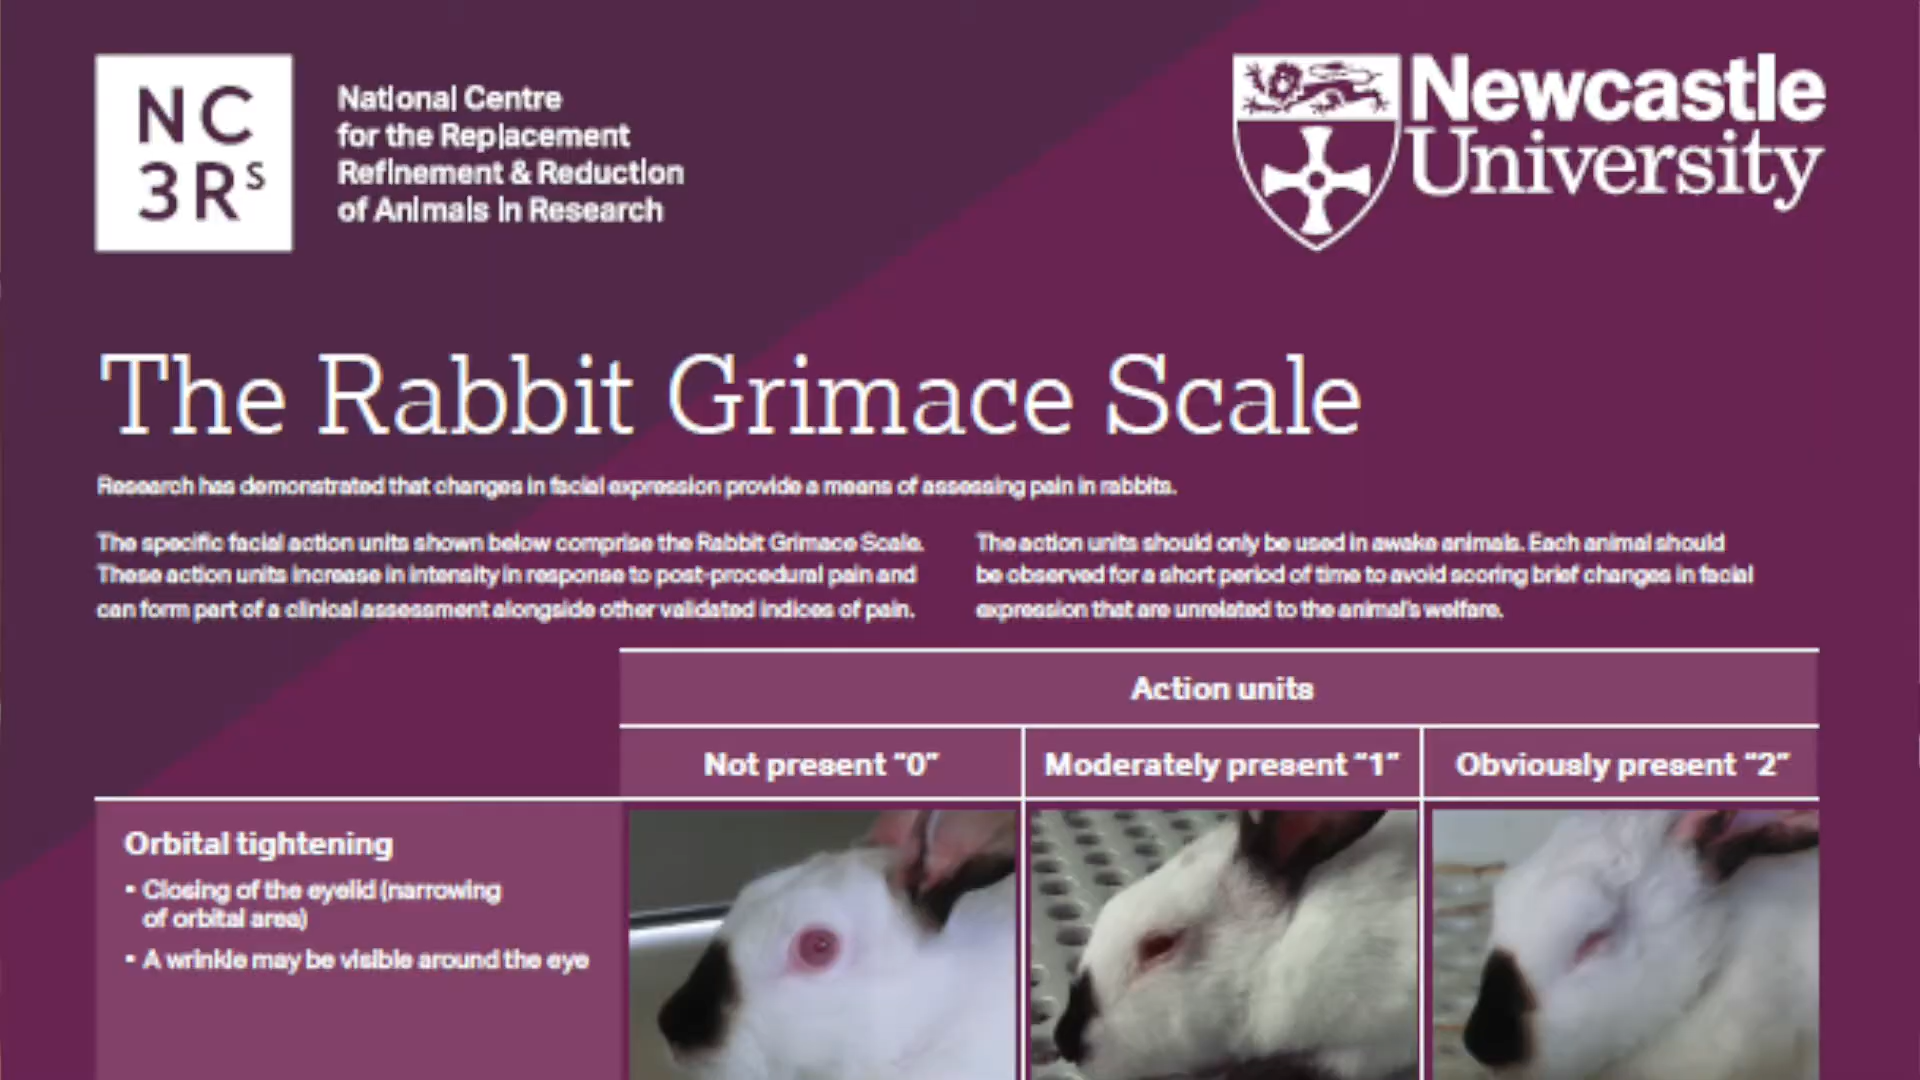 NC
3Rs
National Centre
for the Replacement
Refinement & Reduction
of Animals in Research
Newcastle
University
The Rabbit Grimace Scale
Research has demonstrated that changes in facial expression provide a means of assessing pain in rabbits.
The specific facial action units shown below comprise the Rabbit Grimace Scale.
These action units increase in intensity in response to post-procedural pain and
can form part of a clinical assessment alongside other validated indices of pain.
The action units should only be used in awake animals. Each animal should
be observed for a short period of time to avoid scoring brief changes in facial
expression that are unrelated to the animal's welfare.
Action units
Not present “0”
Moderately present “1”
Obviously present “2”
Orbital tightening
▪ Closing of the eyelid (narrowing
of orbital area)
▪ A wrinkle may be visible around the eye